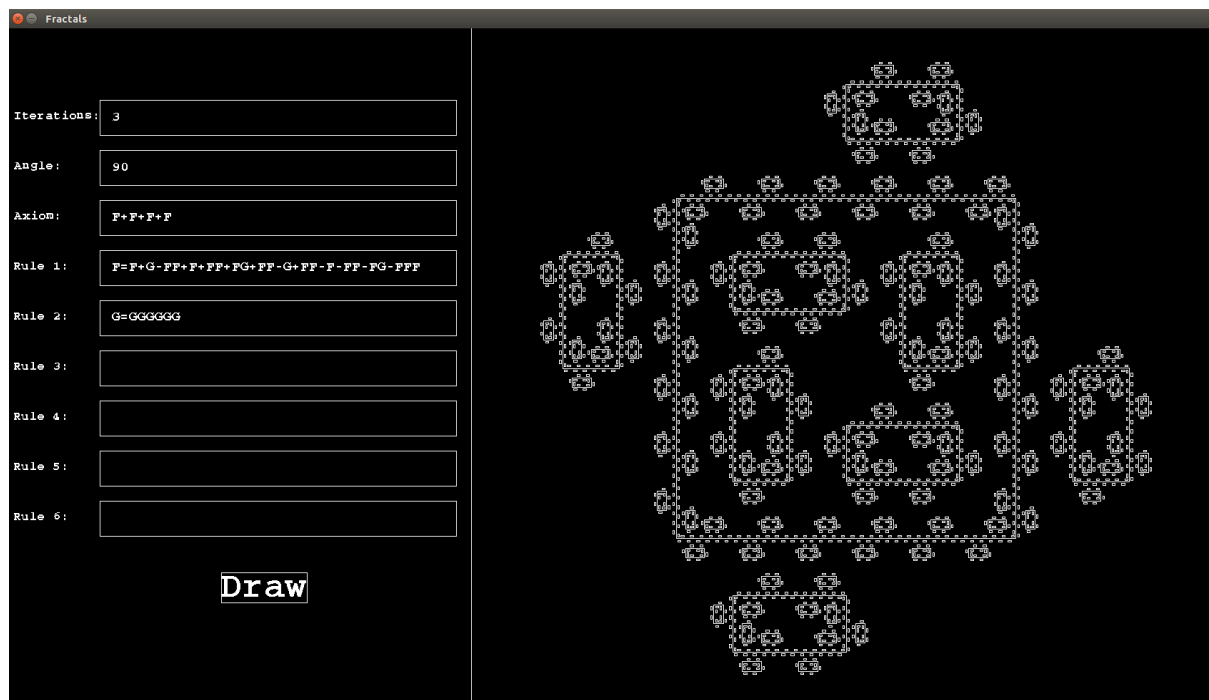 Fractals
Iterations: 3
Angle: 90
Axiom: F+F+F+F
Rule 1: F=F+G-FF+F+FF+FG+FF-G+FF-F-FF-FG-FFF
Rule 2: G=GGGGGG
Rule 3:
Rule 4:
Rule 5:
Rule 6:
Draw